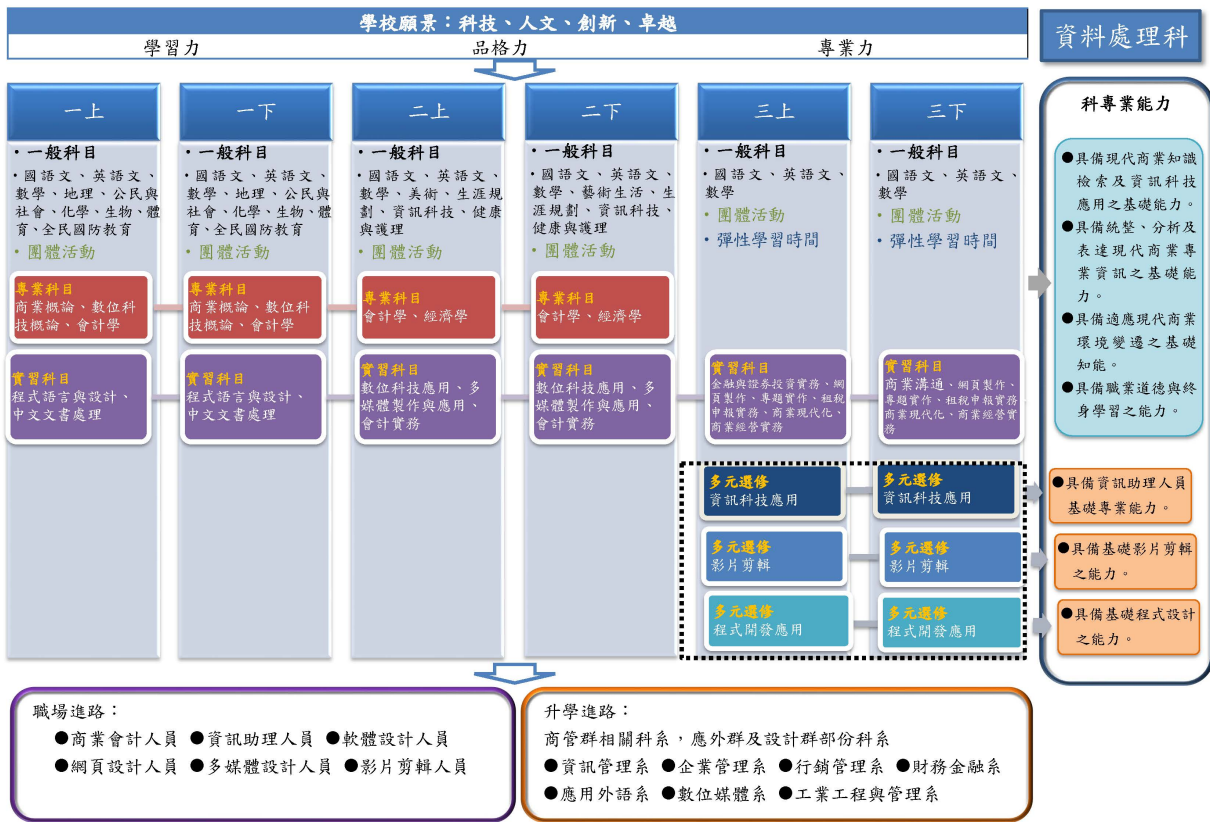 學校願景：科技、人文、創新、卓越
學習力
品格力
專業力
資料處理科
一上
・一般科目
・國語文、英語文、
數學、地理、公民與
社會、化學、生物、體
育、全民國防教育
・團體活動
專業科目
商業概論、數位科
技概論、會計學
實習科目
程式語言與設計、
中文文書處理
一下
・一般科目
・國語文、英語文、
數學、地理、公民與
社會、化學、生物、體
育、全民國防教育
・團體活動
專業科目
商業概論、數位科
技概論、會計學
實習科目
程式語言與設計、
中文文書處理
二上
・一般科目
・國語文、英語文、
數學、美術、生涯規
劃、資訊科技、健康
與護理
・團體活動
專業科目
會計學、經濟學
實習科目
數位科技應用、多
媒體製作與應用、
會計實務
二下
・一般科目
・國語文、英語文、
數學、藝術生活、生
涯規劃、資訊科技、
健康與護理
・團體活動
專業科目
會計學、經濟學
實習科目
數位科技應用、多
媒體製作與應用、
會計實務
三上
・一般科目
・國語文、英語文、
數學
・團體活動
・彈性學習時間
實習科目
金融與證券投資實務、網
頁製作、專題實作、租稅
申報實務、商業現代化、
商業經營實務
多元選修
資訊科技應用
多元選修
影片剪輯
多元選修
程式開發應用
三下
・一般科目
・國語文、英語文、
數學
・團體活動
・彈性學習時間
實習科目
商業溝通、網頁製作、
專題實作、租稅申報實務
商業現代化、商業經營實
務
多元選修
資訊科技應用
多元選修
影片剪輯
多元選修
程式開發應用
科專業能力
●具備現代商業知識
檢索及資訊科技
應用之基礎能力。
●具備統整、分析及
表達現代商業專
業資訊之基礎能
力。
●具備適應現代商業
環境變遷之基礎
知能。
●具備職業道德與終
身學習之能力。
●具備資訊助理人員
基礎專業能力。
●具備基礎影片剪輯
之能力。
●具備基礎程式設計
之能力。
職場進路：
●商業會計人員 ●資訊助理人員 ●軟體設計人員
●網頁設計人員 ●多媒體設計人員 ●影片剪輯人員
升學進路：
商管群相關科系，應外群及設計群部份科系
●資訊管理系 ●企業管理系 ●行銷管理系 ●財務金融系
●應用外語系 ●數位媒體系 ●工業工程與管理系